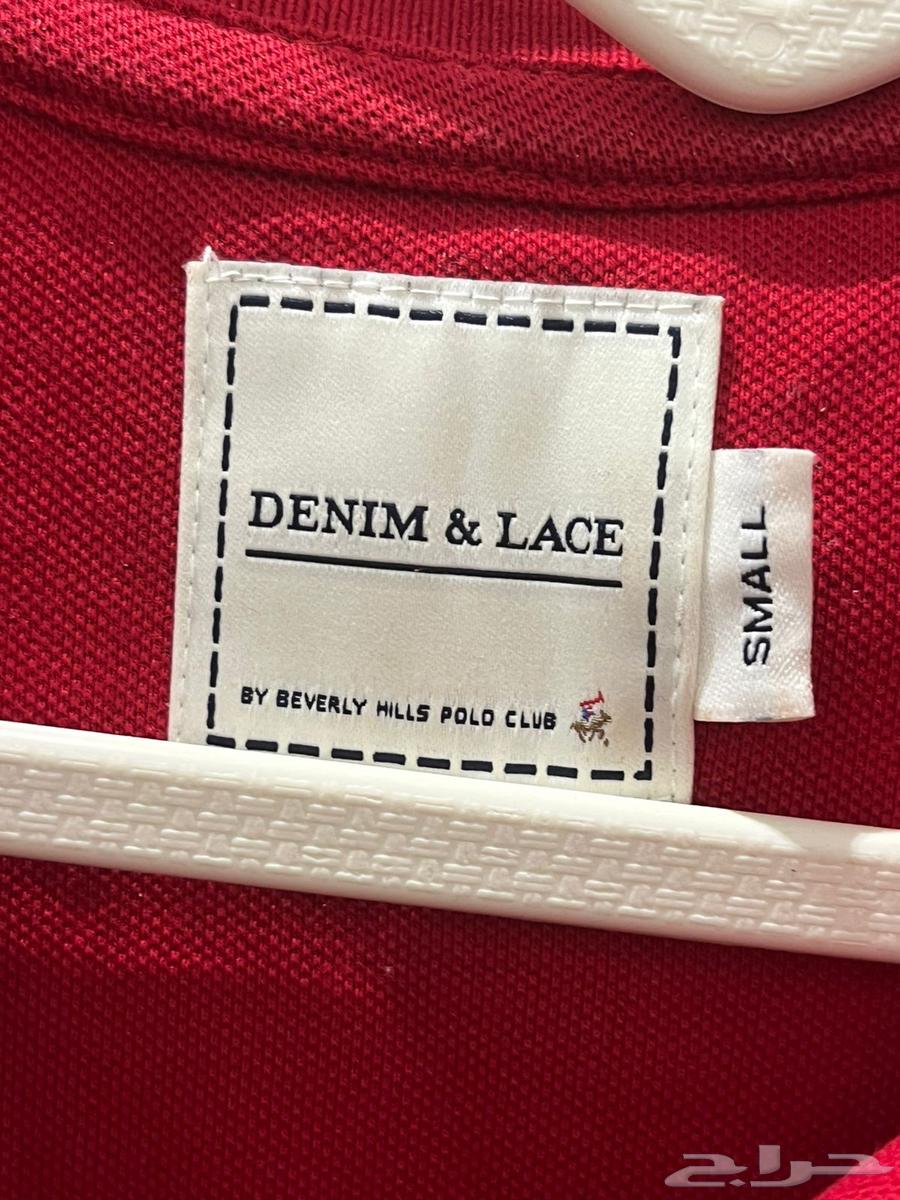 DENIM & LACE
BY BEVERLY HILLS POLO CLUB
SMALL
حراج